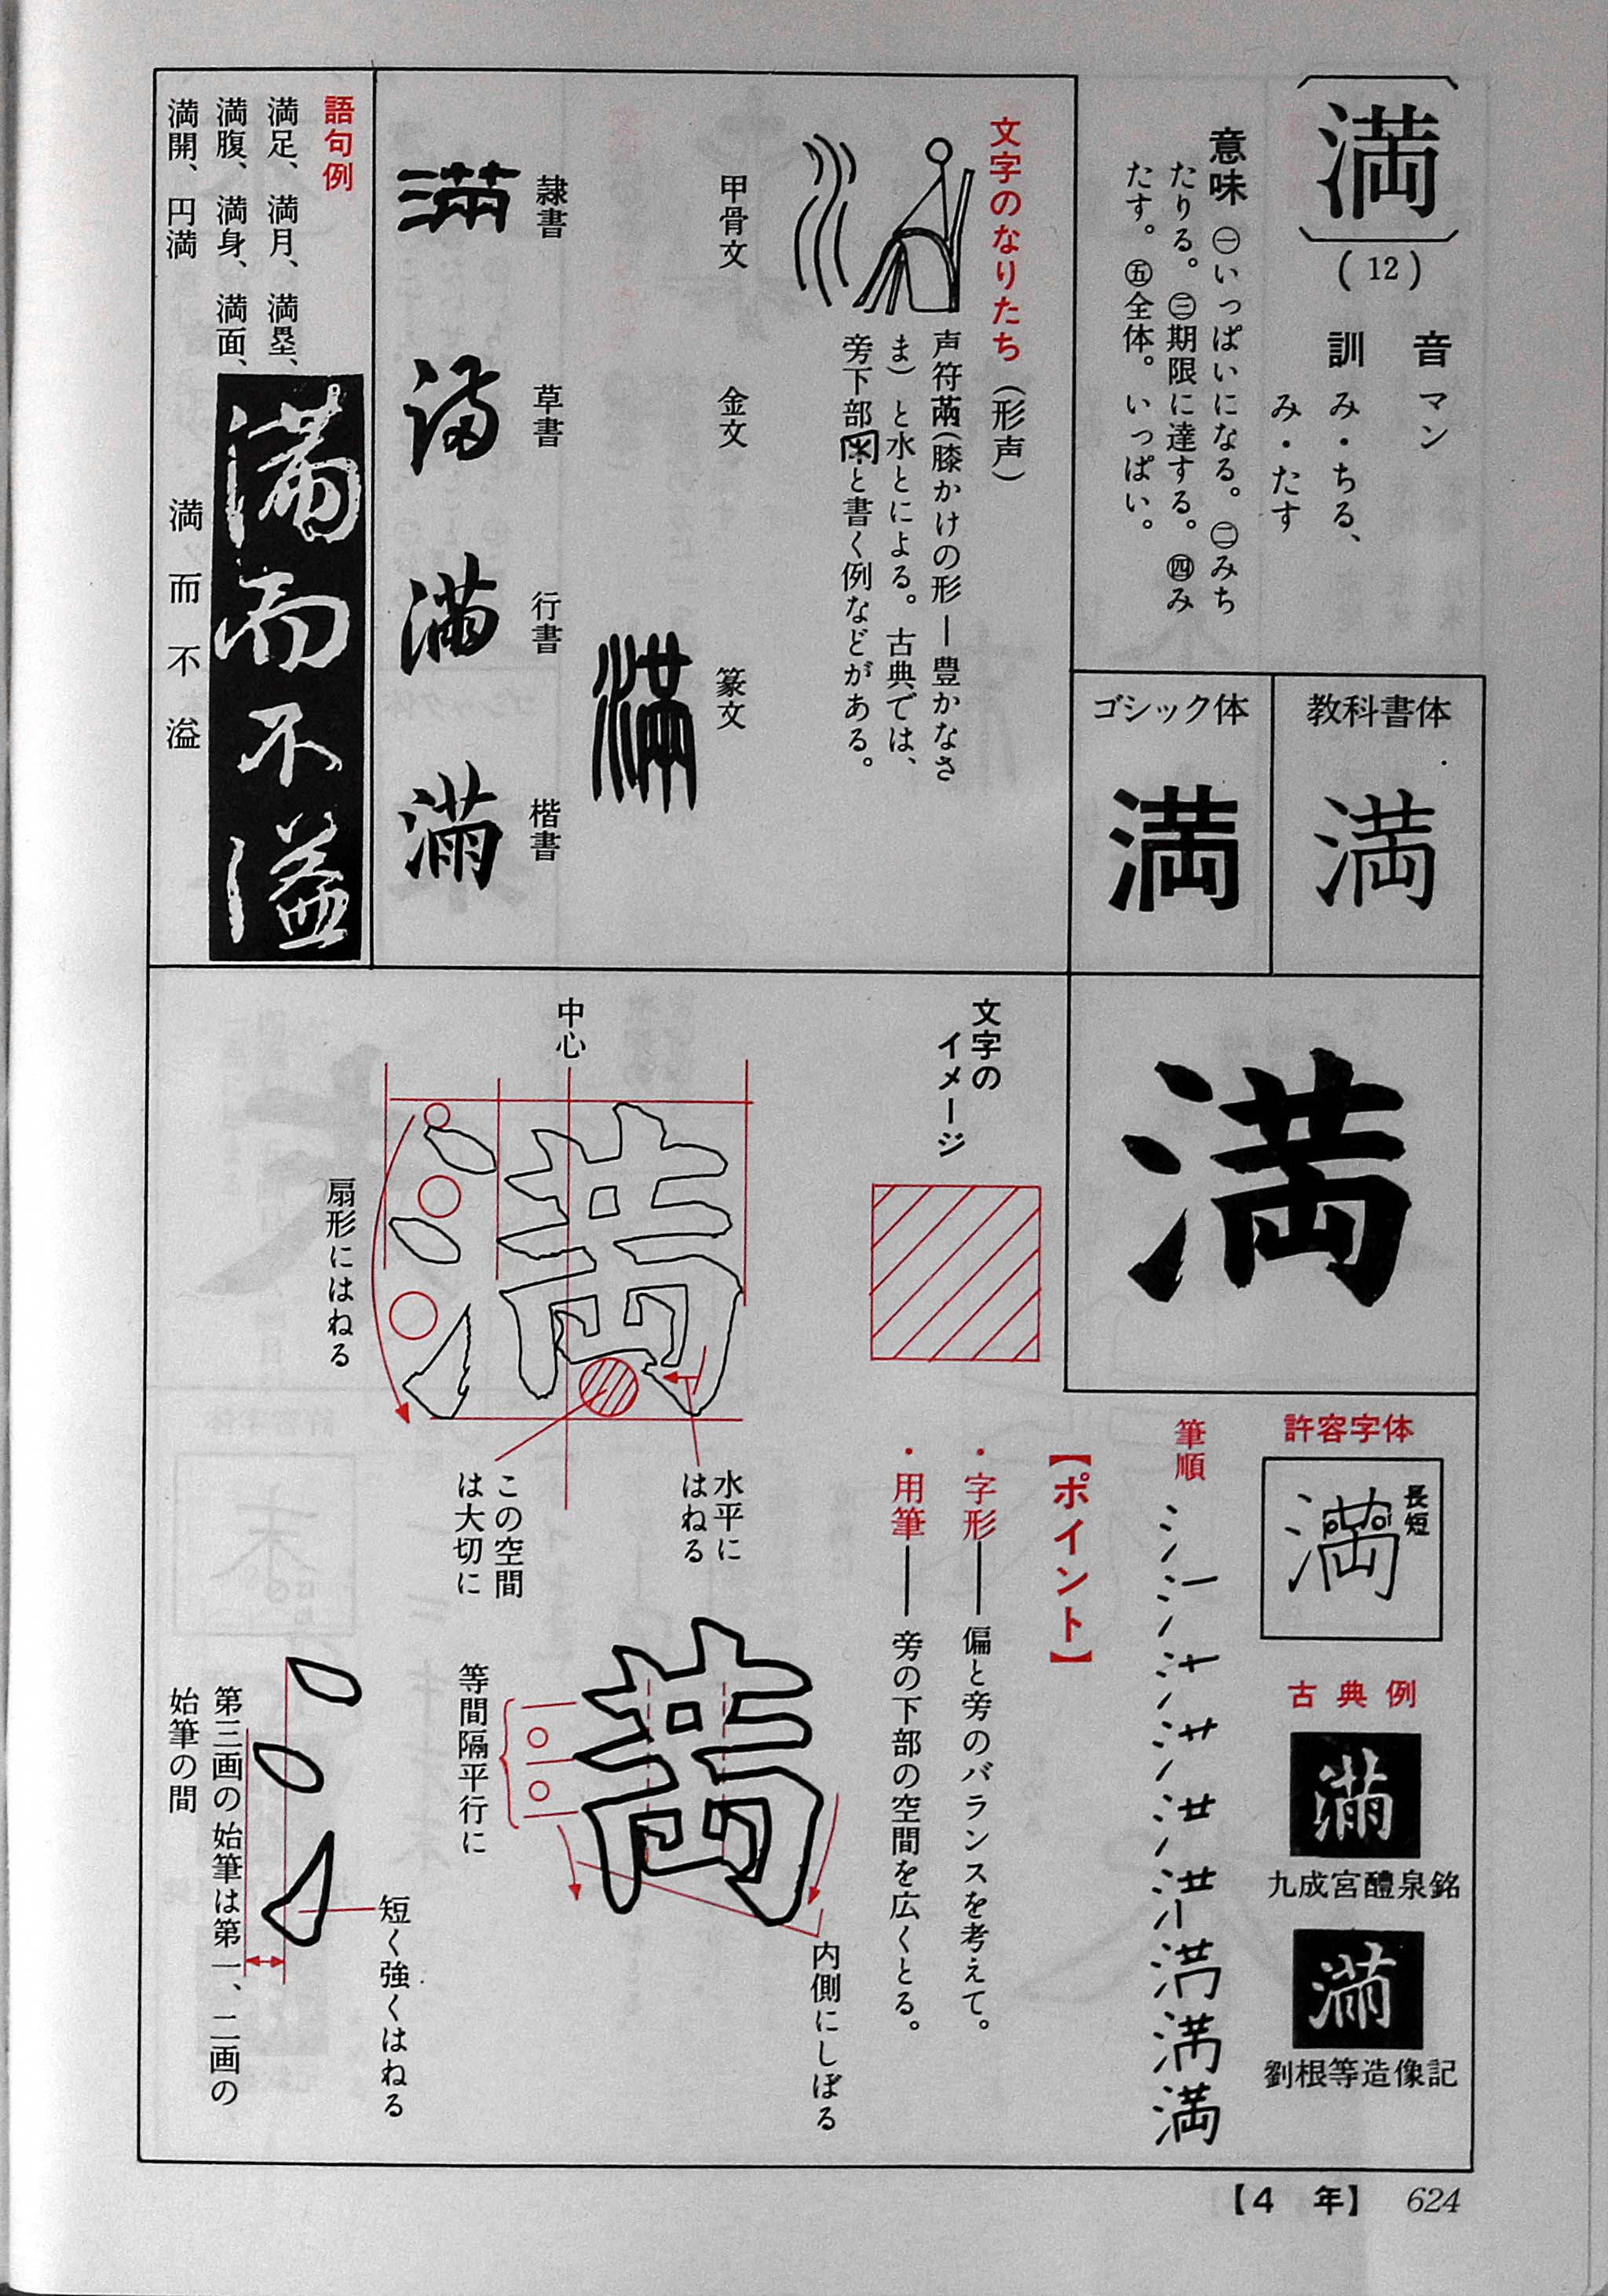 満
(12)
音 マン
訓 み・ちる、
み・たす
意味 ㊀いっぱいになる。㊁みち
たりる。㊂期限に達する。㊃み
たす。㊄全体。いっぱい。
教科書体
満
ゴシック体
満
文字のなりたち（形声）
声符㒼(膝かけの形―豊かなさ
ま）と水とによる。古典では、
旁下部
と書く例などがある。
甲骨文
金文
篆文
滿
隷書
滿
草書
満
行書
滿
楷書
滿
語句例
満足、満月、満塁、
満腹、満身、満面、
満開、円満
滿而不溢
満而不溢
満
許容字体
長短
満
古典例
滿
九成宮醴泉銘
滿
劉根等造像記
筆順
満
【ポイント】
・字形――偏と旁のバランスを考えて。
・用筆――旁の下部の空間を広くとる。
文字の
イメージ
中心
満
扇形にはねる
水平に
はねる
この空間
は大切に
等間隔平行に
内側にしぼる
短く強くはねる
第三画の始筆は第一、二画の
始筆の間
【4 年】 624